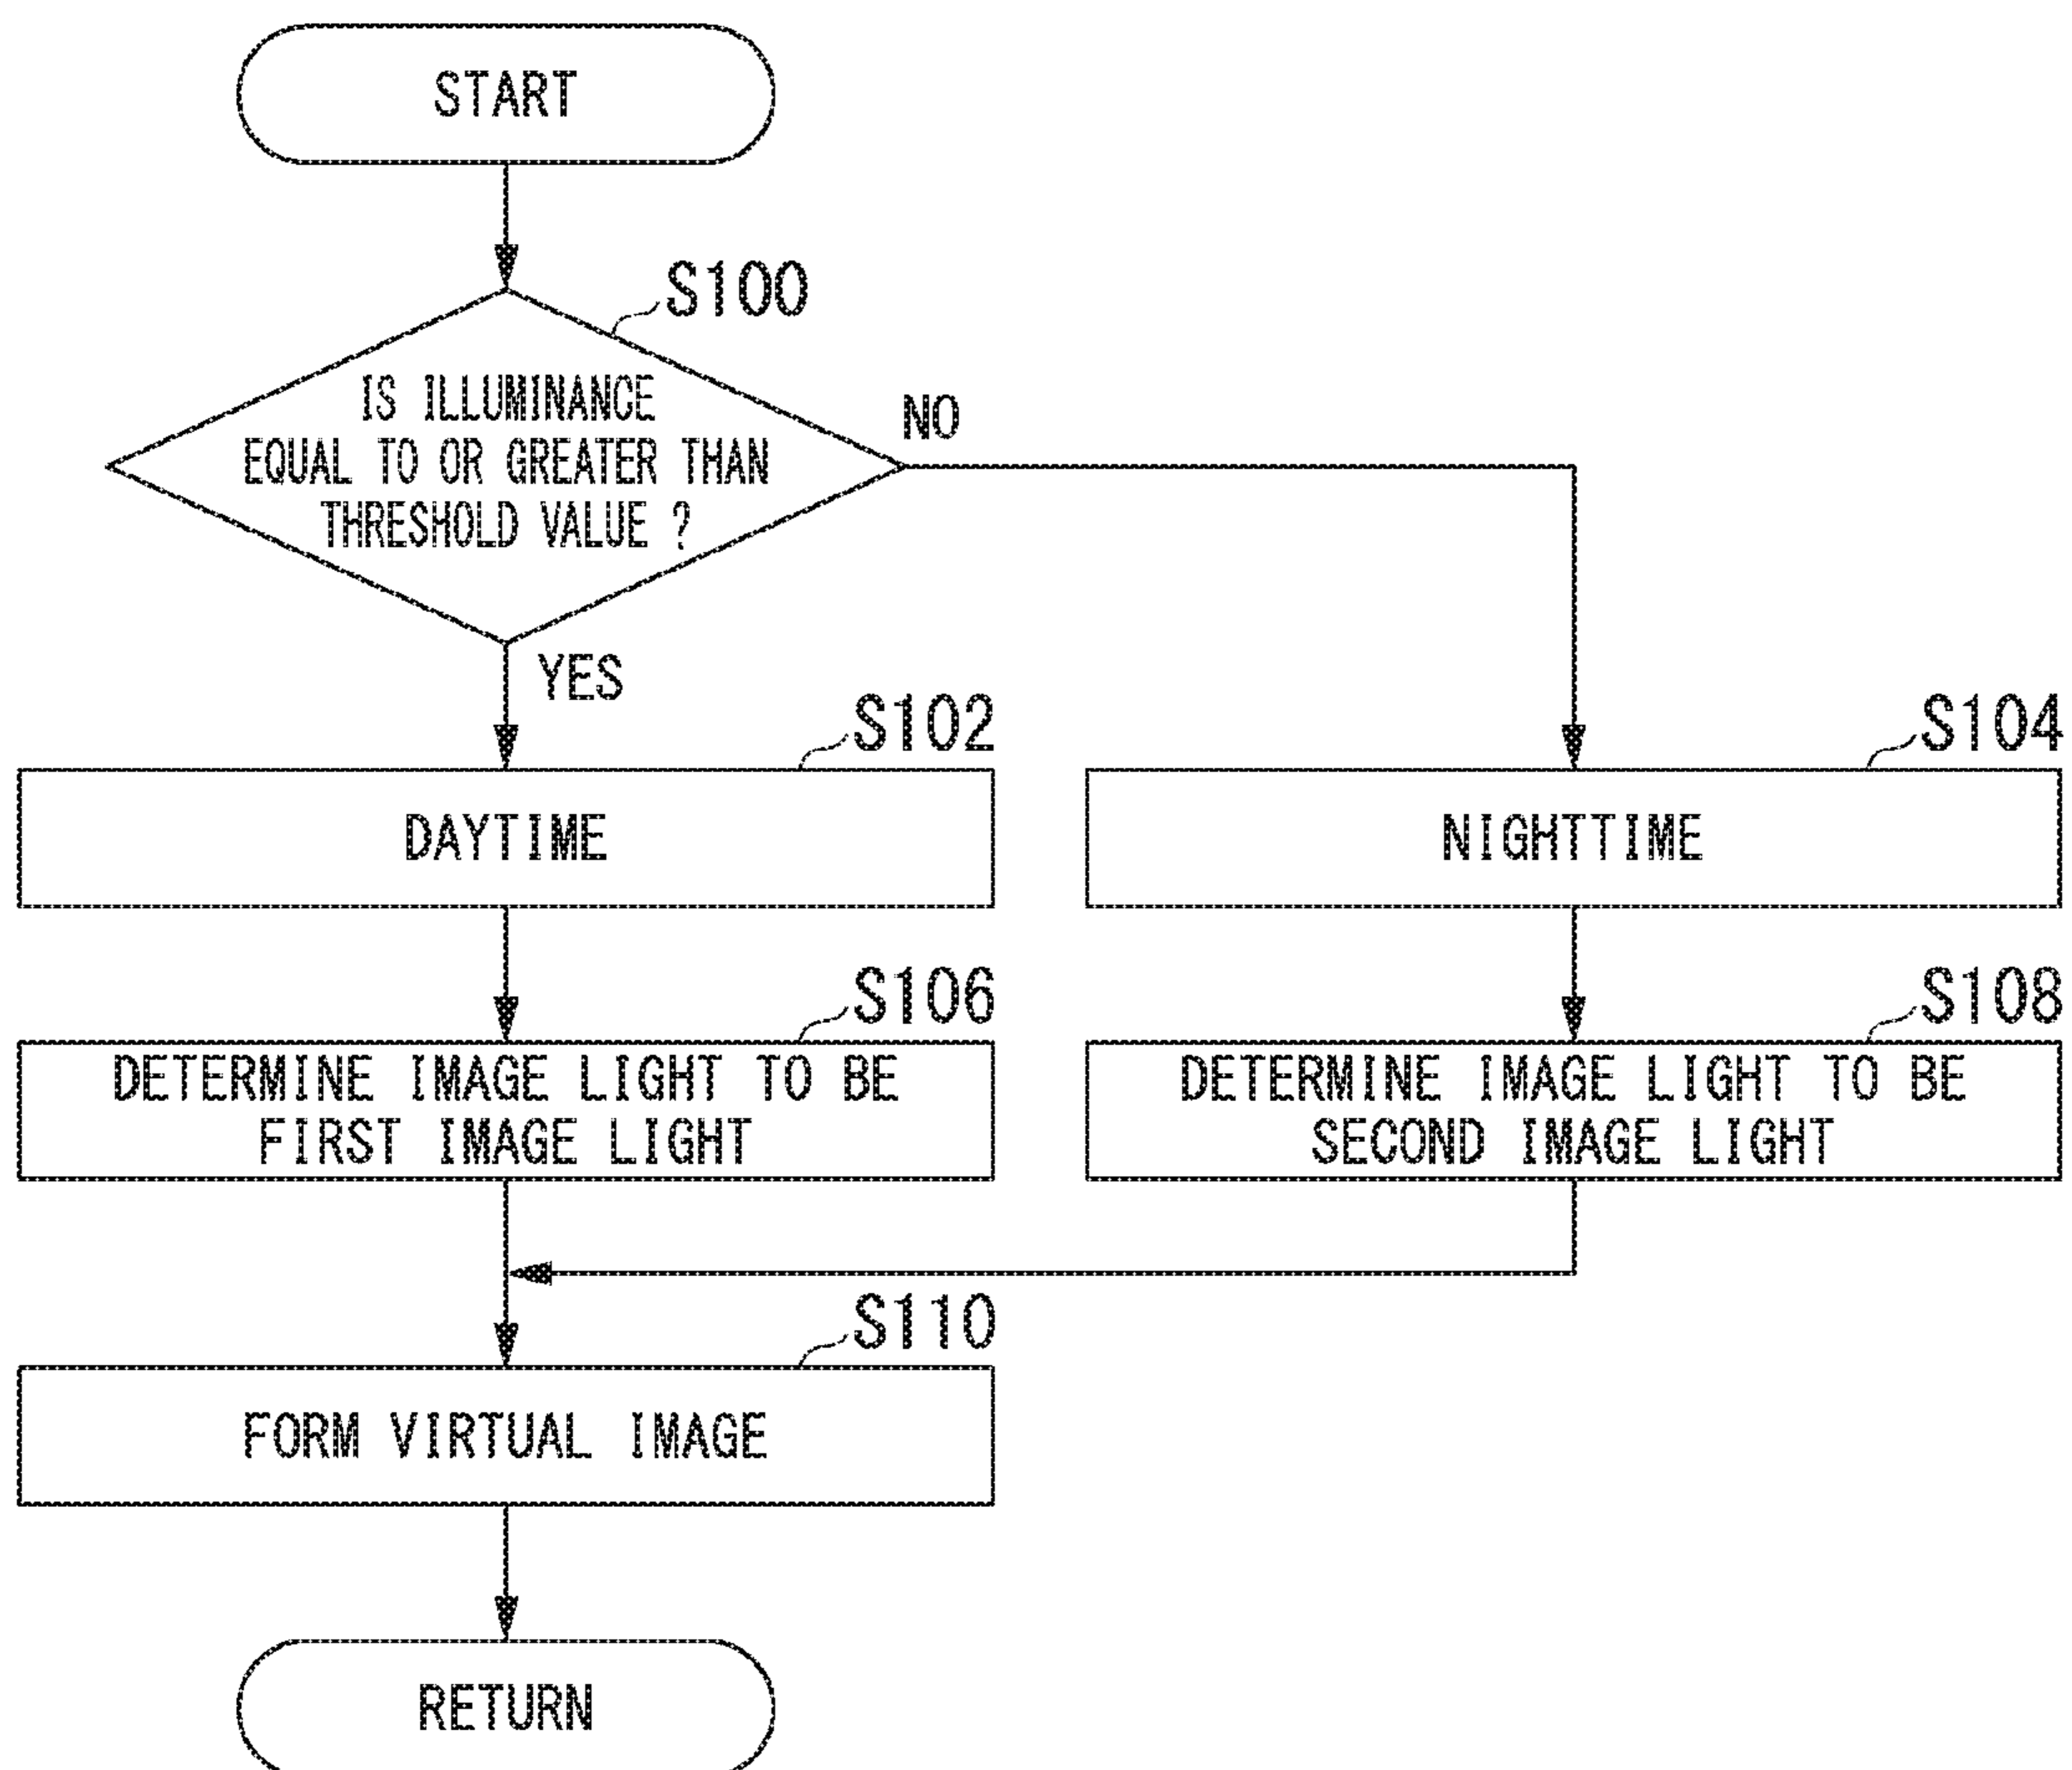 START
S100
IS ILLUMINANCE
EQUAL TO OR GREATER THAN
THRESHOLD VALUE ?
NO
YES
S102
DAYTIME
S104
NIGHTTIME
S106
DETERMINE IMAGE LIGHT TO BE
FIRST IMAGE LIGHT
S108
DETERMINE IMAGE LIGHT TO BE
SECOND IMAGE LIGHT
S110
FORM VIRTUAL IMAGE
RETURN